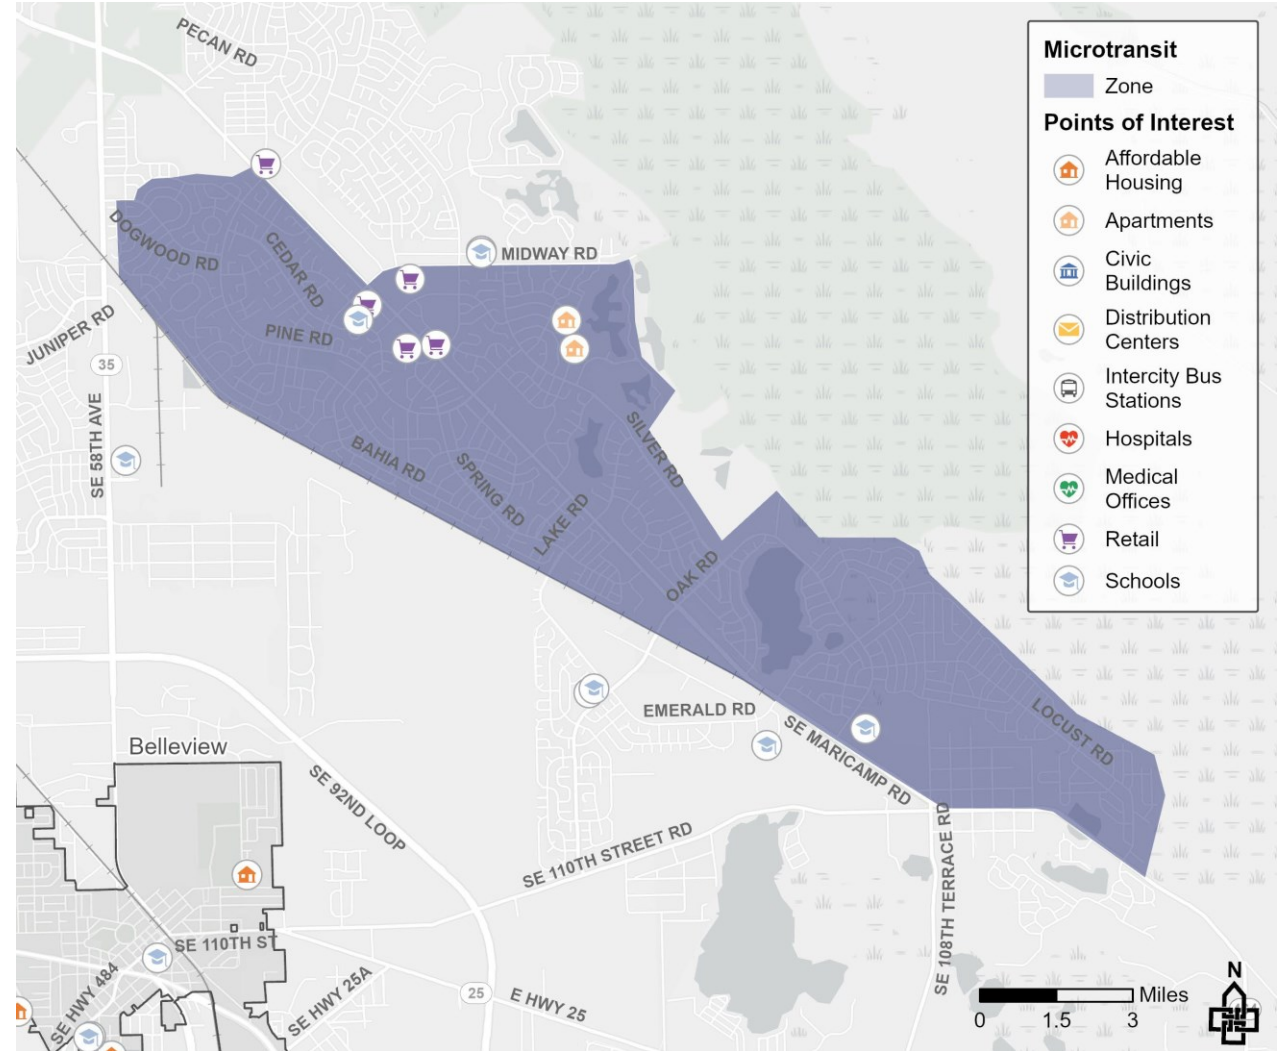 PECAN RD
DOGWOOD RD
CEDAR RD
MIDWAY RD
JUNIPER RD
PINE RD
35
SE 58TH AVE
BAHIA RD
SPRING RD
LAKE RD
SILVER RD
OAK RD
EMERALD RD
SE MARICAMP RD
LOCUST RD
Belleview
SE 92ND LOOP
SE 110TH STREET RD
SE 108TH TERRACE RD
SE 110TH ST
SE HWY 484
SE HWY 25A
25
E HWY 25
Microtransit
Zone
Points of Interest
Affordable
Housing
Apartments
Civic
Buildings
Distribution
Centers
Intercity Bus
Stations
Hospitals
Medical
Offices
Retail
Schools
N
Miles
0 1.5 3